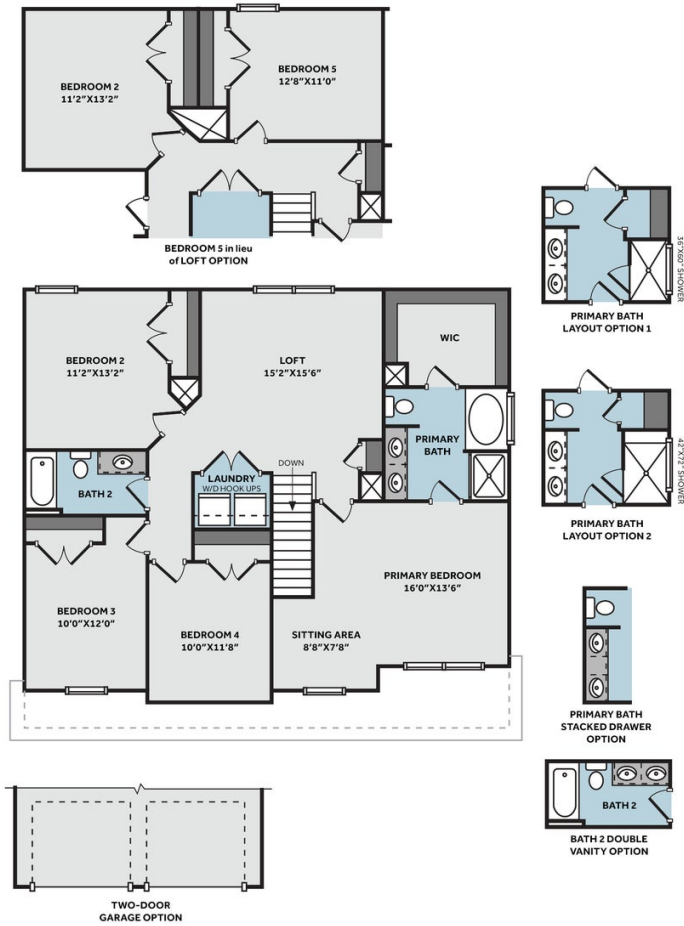 BEDROOM 2
11'2"X13'2"
BEDROOM 5
12'8"X11'0"
BEDROOM 5 in lieu
of LOFT OPTION
36"X60" SHOWER
PRIMARY BATH
LAYOUT OPTION 1
BEDROOM 2
11'2"X13'2"
LOFT
15'2"X15'6"
WIC
PRIMARY
BATH
42"X72" SHOWER
PRIMARY BATH
LAYOUT OPTION 2
BATH 2
LAUNDRY
W/D HOOK UPS
DOWN
BEDROOM 3
10'0"X12'0"
BEDROOM 4
10'0"X11'8"
SITTING AREA
8'8"X7'8"
PRIMARY BEDROOM
16'0"X13'6"
PRIMARY BATH
STACKED DRAWER
OPTION
BATH 2
BATH 2 DOUBLE
VANITY OPTION
TWO-DOOR
GARAGE OPTION